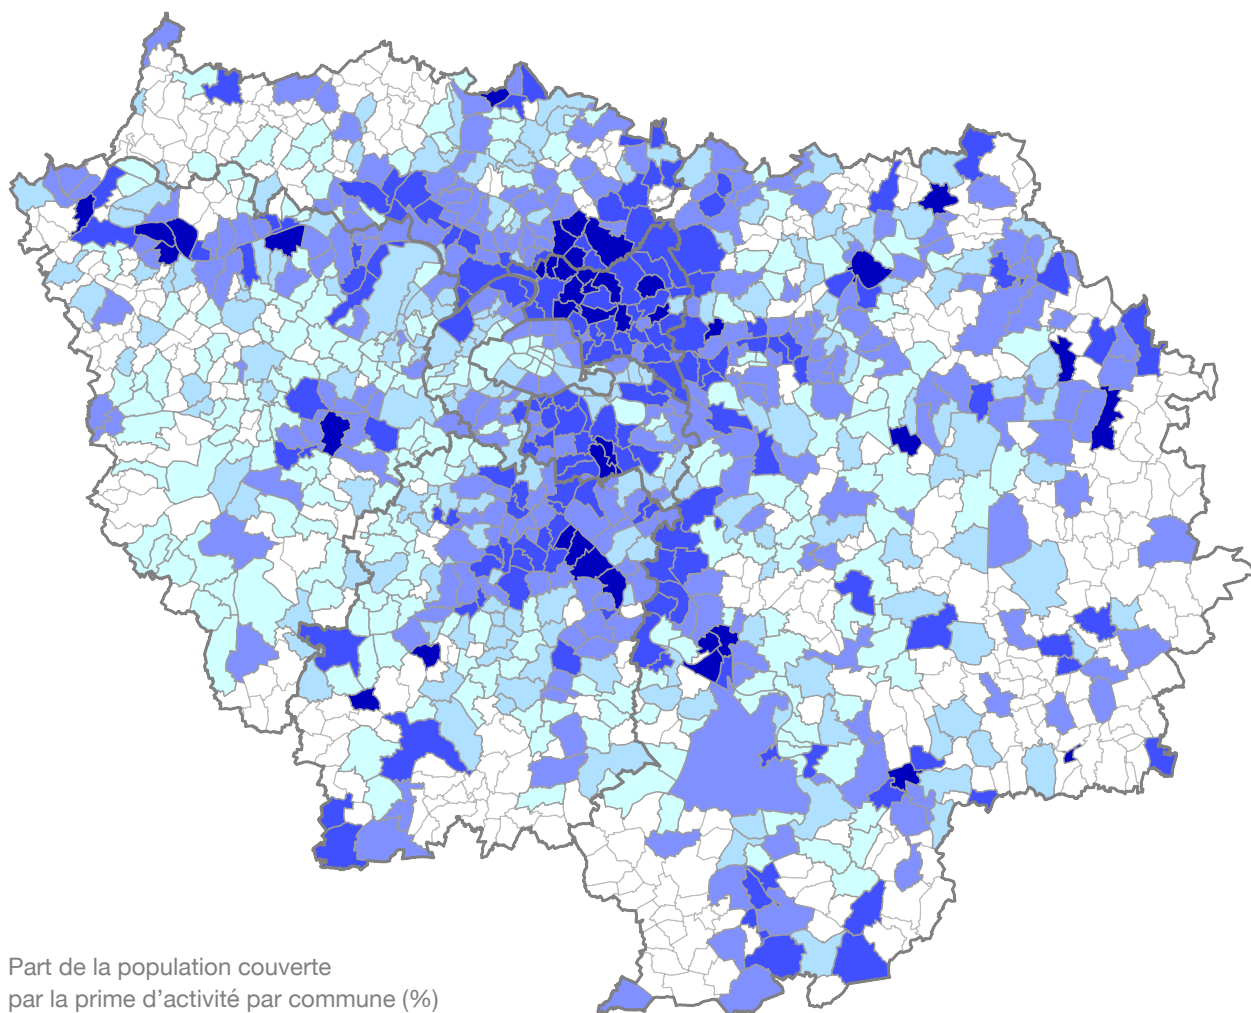 Part de la population couverte
par la prime d’activité par commune (%)